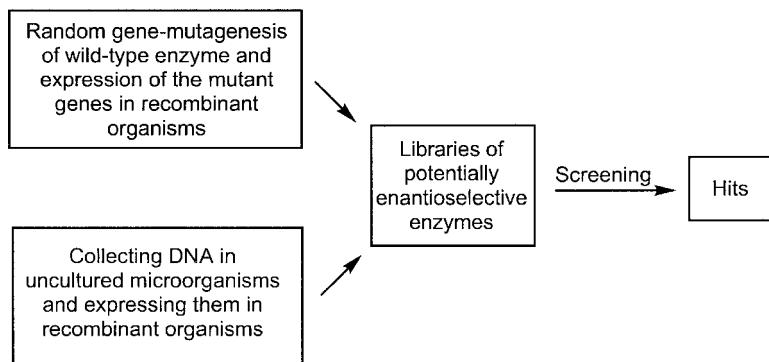 Random gene-mutagenesis
of wild-type enzyme and
expression of the mutant
genes in recombinant
organisms
Libraries of
potentially
enantioselective
enzymes
Screening
Hits
Collecting DNA in
uncultured microorganisms
and expressing them in
recombinant organisms